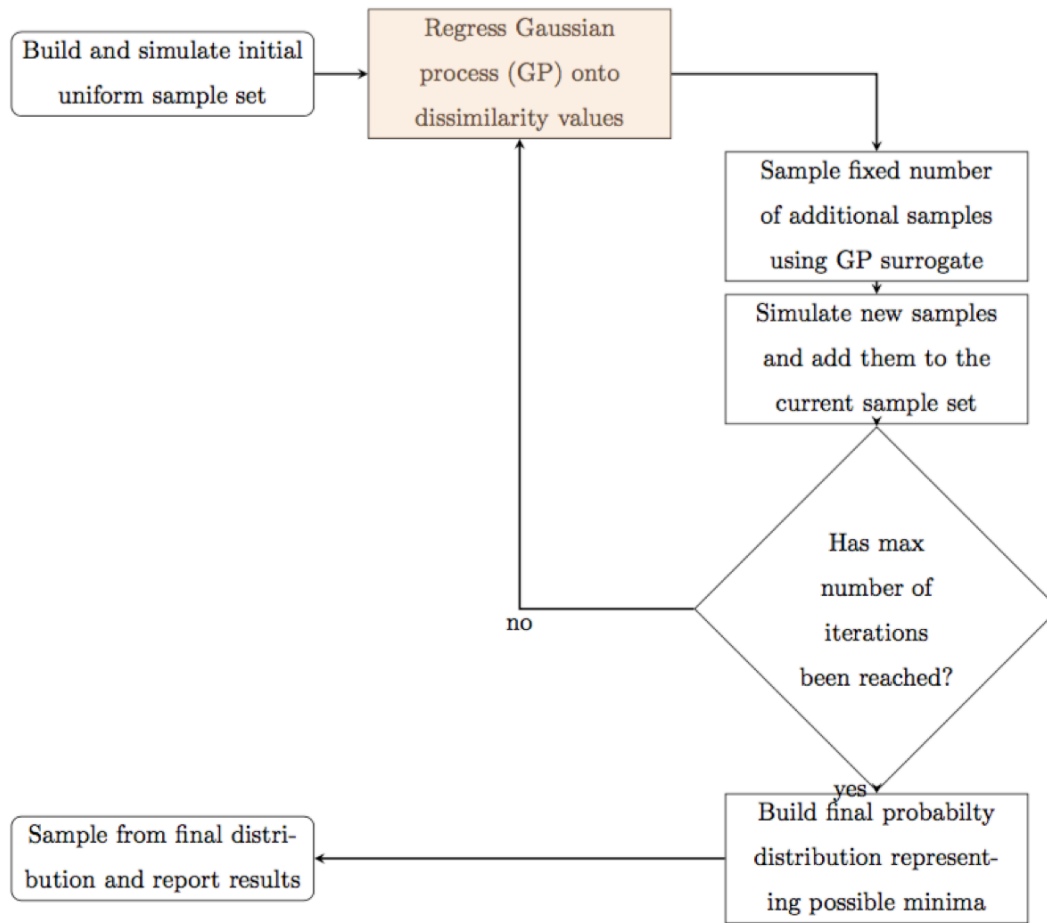 Build and simulate initial
uniform sample set
Regress Gaussian
process (GP) onto
dissimilarity values
Sample fixed number
of additional samples
using GP surrogate
Simulate new samples
and add them to the
current sample set
Has max
number of
iterations
been reached?
no
yes
Build final probabilty
distribution represent-
ing possible minima
Sample from final distri-
bution and report results